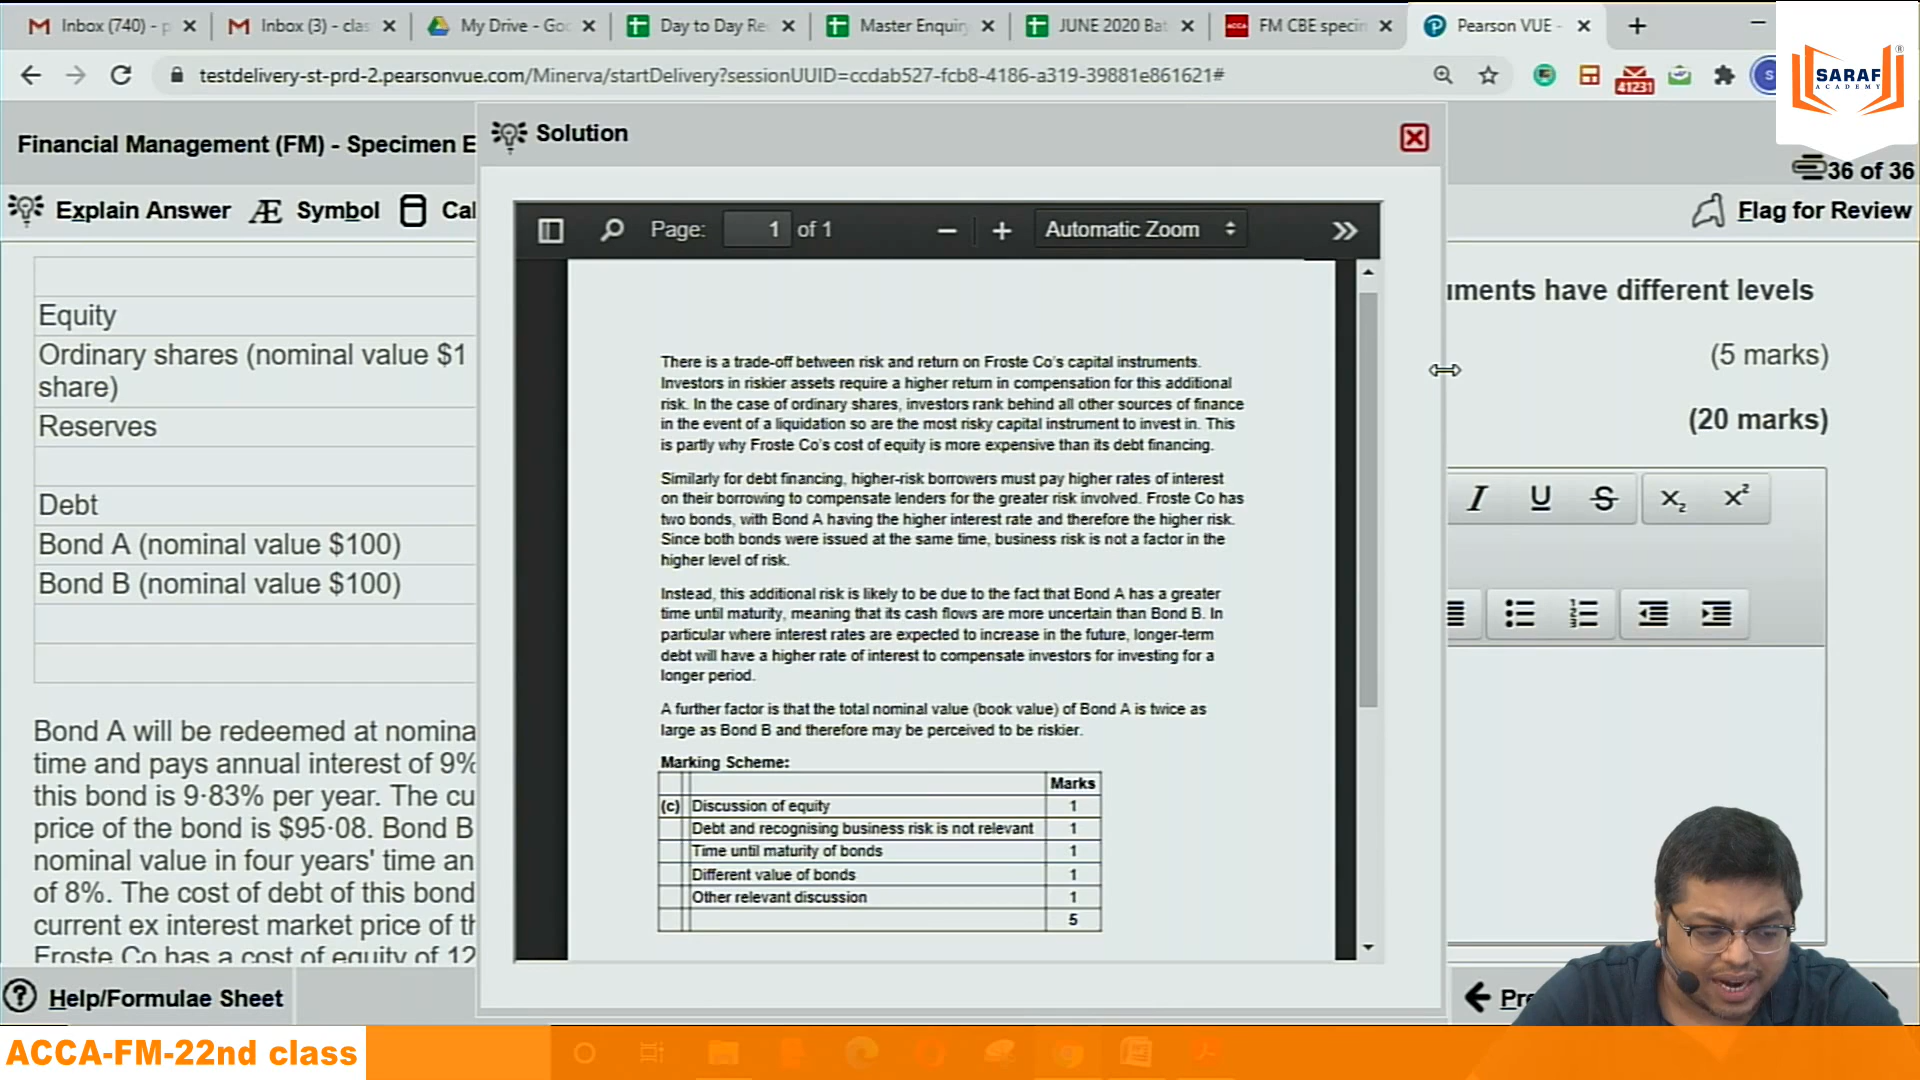 Inbox (740) - p
Inbox (3) - clas
My Drive - Goo
Day to Day Re
Master Enquiry
JUNE 2020 Bat
FM CBE specim
Pearson VUE -
testdelivery-st-prd-2.pearsonvue.com/Minerva/startDelivery?sessionUUID=ccdab527-fcb8-4186-a319-39881e861621#
41231
SARAF
ACADEMY
Financial Management (FM) - Specimen E
Solution
36 of 36
Explain Answer
Symbol
Cal
Flag for Review
Page: 1 of 1
Automatic Zoom
Equity
Ordinary shares (nominal value $1
share)
Reserves
Debt
Bond A (nominal value $100)
Bond B (nominal value $100)
Bond A will be redeemed at nomina
time and pays annual interest of 9%
this bond is 9·83% per year. The cu
price of the bond is $95·08. Bond B
nominal value in four years' time an
of 8%. The cost of debt of this bond
current ex interest market price of th
Froste Co has a cost of equity of 12
There is a trade-off between risk and return on Froste Co's capital instruments.
Investors in riskier assets require a higher return in compensation for this additional
risk. In the case of ordinary shares, investors rank behind all other sources of finance
in the event of a liquidation so are the most risky capital instrument to invest in. This
is partly why Froste Co's cost of equity is more expensive than its debt financing.
Similarly for debt financing, higher-risk borrowers must pay higher rates of interest
on their borrowing to compensate lenders for the greater risk involved. Froste Co has
two bonds, with Bond A having the higher interest rate and therefore the higher risk.
Since both bonds were issued at the same time, business risk is not a factor in the
higher level of risk.
Instead, this additional risk is likely to be due to the fact that Bond A has a greater
time until maturity, meaning that its cash flows are more uncertain than Bond B. In
particular where interest rates are expected to increase in the future, longer-term
debt will have a higher rate of interest to compensate investors for investing for a
longer period.
A further factor is that the total nominal value (book value) of Bond A is twice as
large as Bond B and therefore may be perceived to be riskier.
Marking Scheme:
Marks
(c) Discussion of equity 1
Debt and recognising business risk is not relevant 1
Time until maturity of bonds 1
Different value of bonds 1
Other relevant discussion 1
5
uments have different levels
(5 marks)
(20 marks)
I U S x₂ x²
Help/Formulae Sheet
Pre
ACCA-FM-22nd class